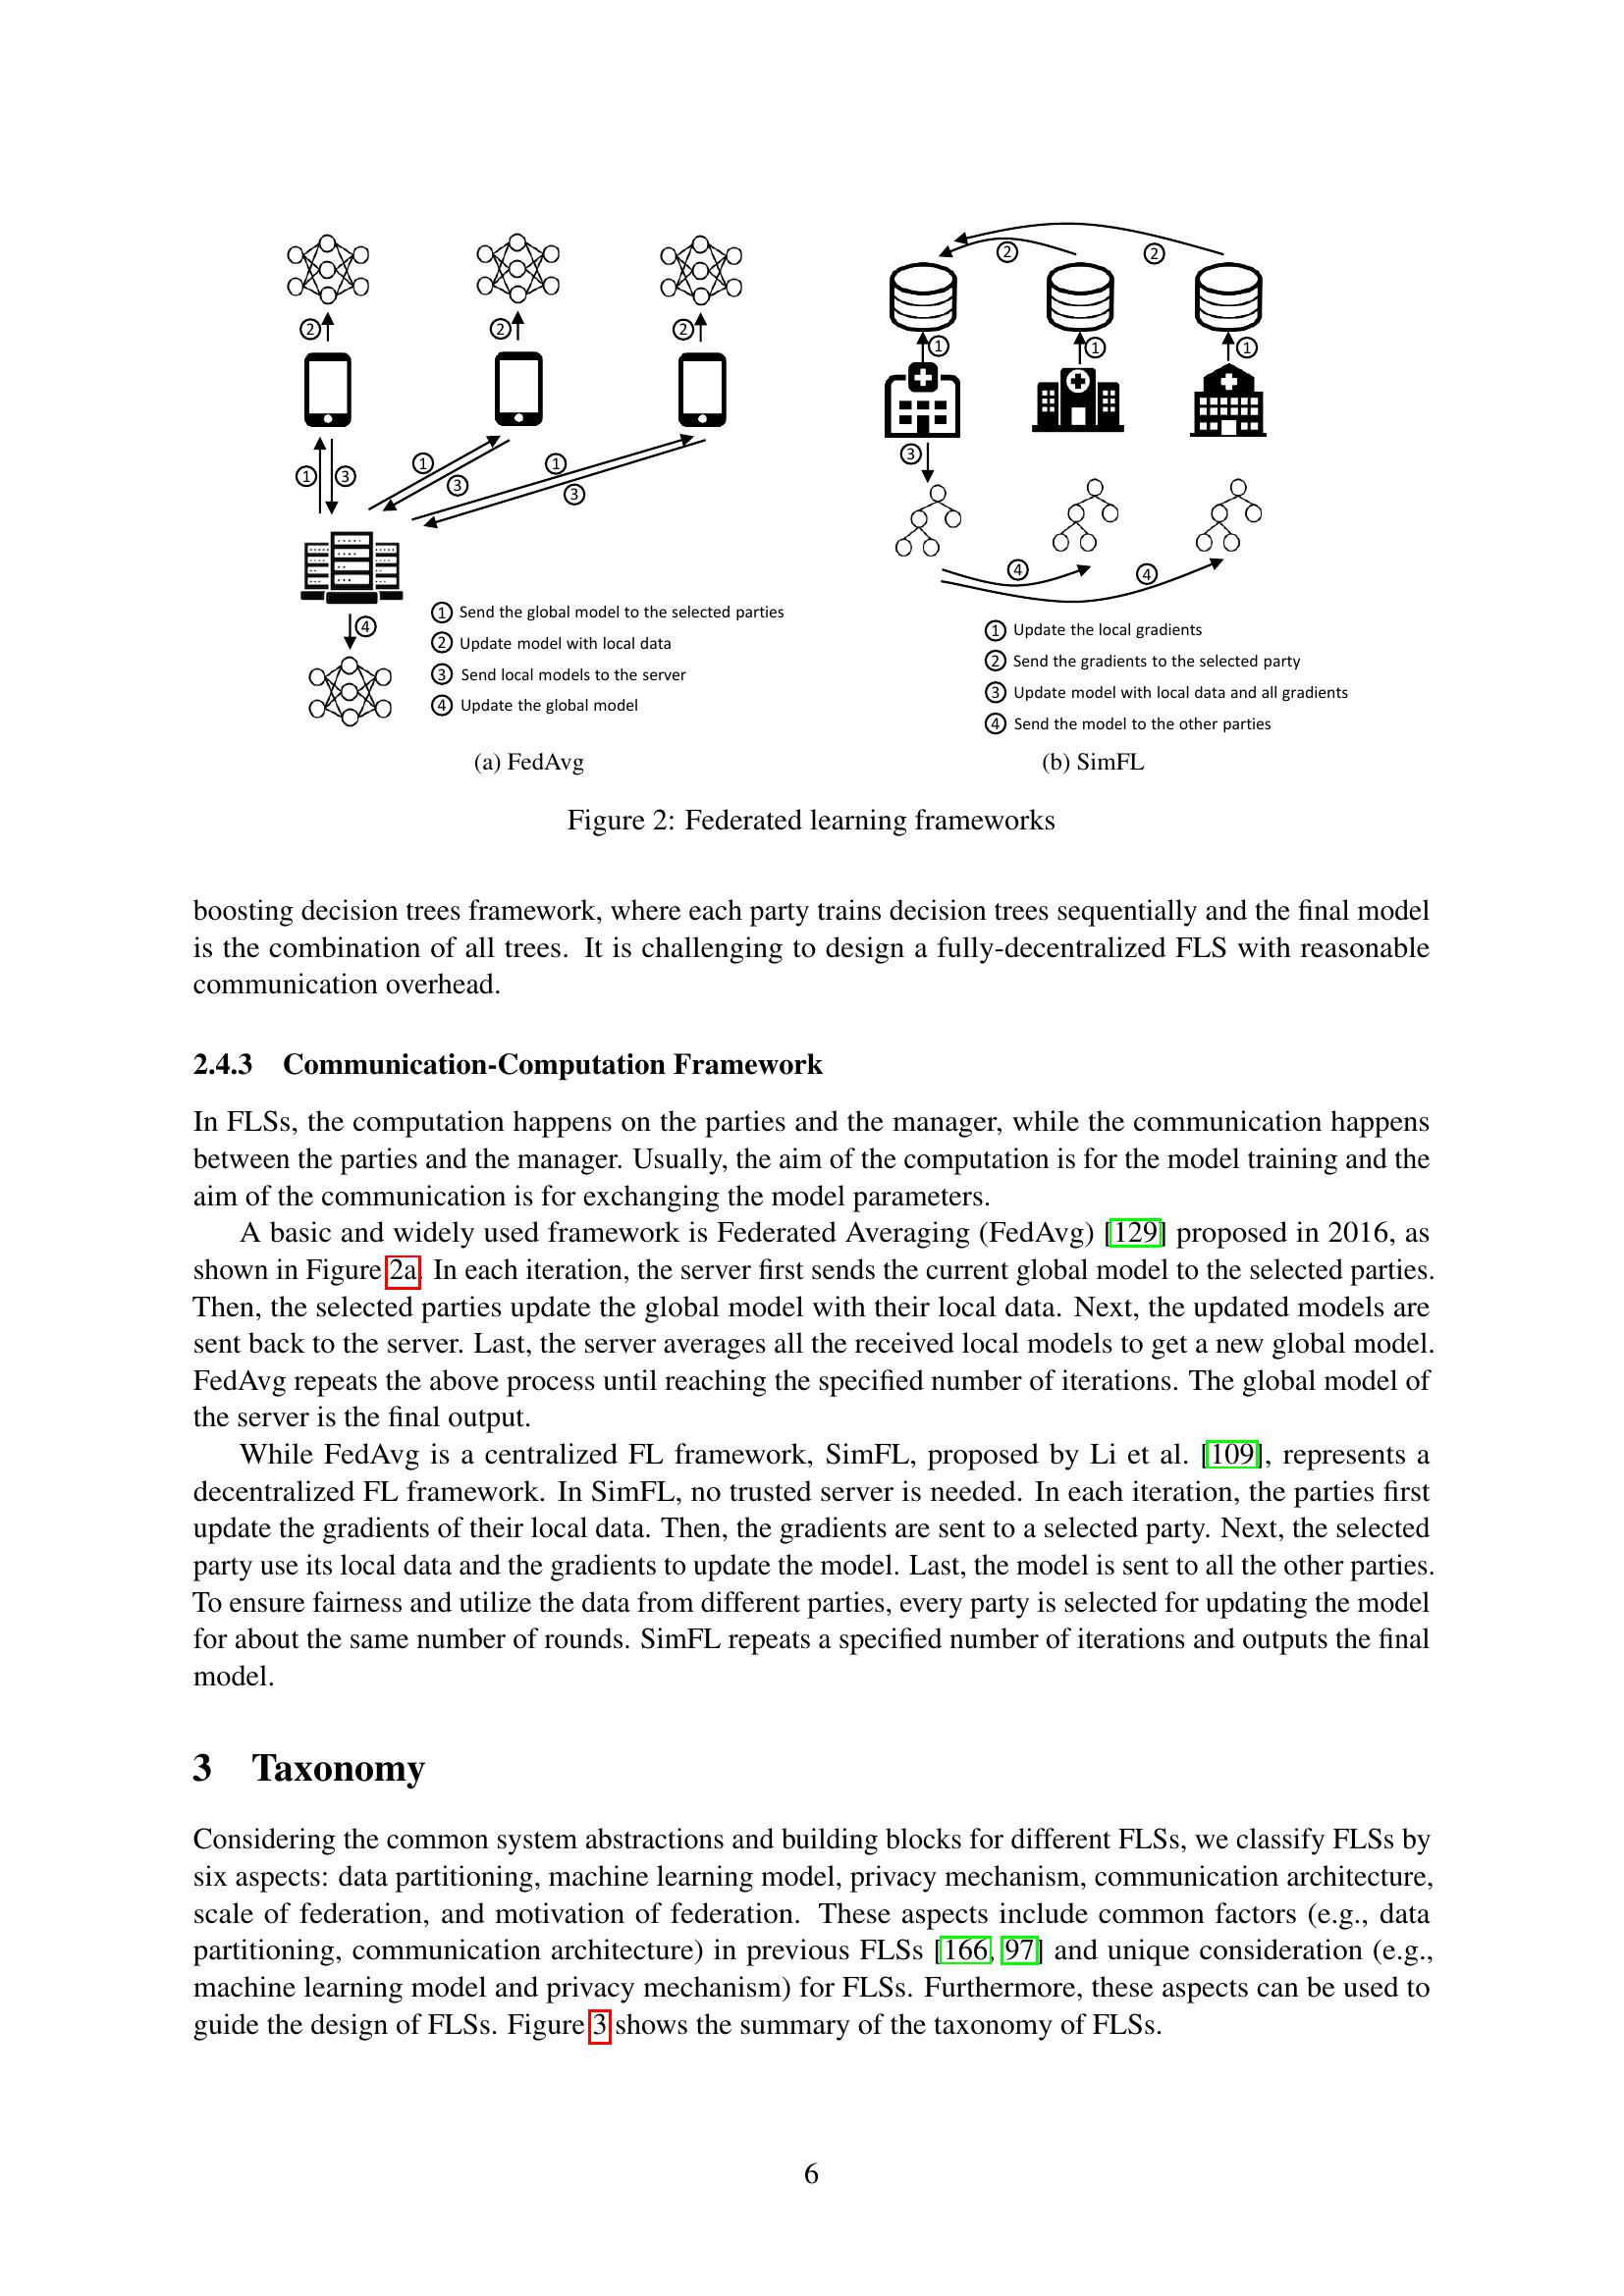 ② ②
② ② ②
① ① ①
③
① ③ ① ③ ① ③
④ ④
④
① Send the global model to the selected parties
② Update model with local data
③ Send local models to the server
④ Update the global model
① Update the local gradients
② Send the gradients to the selected party
③ Update model with local data and all gradients
④ Send the model to the other parties
(a) FedAvg
(b) SimFL
Figure 2: Federated learning frameworks
boosting decision trees framework, where each party trains decision trees sequentially and the final model
is the combination of all trees. It is challenging to design a fully-decentralized FLS with reasonable
communication overhead.
2.4.3 Communication-Computation Framework
In FLSs, the computation happens on the parties and the manager, while the communication happens
between the parties and the manager. Usually, the aim of the computation is for the model training and the
aim of the communication is for exchanging the model parameters.
A basic and widely used framework is Federated Averaging (FedAvg) [129] proposed in 2016, as
shown in Figure 2a. In each iteration, the server first sends the current global model to the selected parties.
Then, the selected parties update the global model with their local data. Next, the updated models are
sent back to the server. Last, the server averages all the received local models to get a new global model.
FedAvg repeats the above process until reaching the specified number of iterations. The global model of
the server is the final output.
While FedAvg is a centralized FL framework, SimFL, proposed by Li et al. [109], represents a
decentralized FL framework. In SimFL, no trusted server is needed. In each iteration, the parties first
update the gradients of their local data. Then, the gradients are sent to a selected party. Next, the selected
party use its local data and the gradients to update the model. Last, the model is sent to all the other parties.
To ensure fairness and utilize the data from different parties, every party is selected for updating the model
for about the same number of rounds. SimFL repeats a specified number of iterations and outputs the final
model.
3 Taxonomy
Considering the common system abstractions and building blocks for different FLSs, we classify FLSs by
six aspects: data partitioning, machine learning model, privacy mechanism, communication architecture,
scale of federation, and motivation of federation. These aspects include common factors (e.g., data
partitioning, communication architecture) in previous FLSs [166, 97] and unique consideration (e.g.,
machine learning model and privacy mechanism) for FLSs. Furthermore, these aspects can be used to
guide the design of FLSs. Figure 3 shows the summary of the taxonomy of FLSs.
6